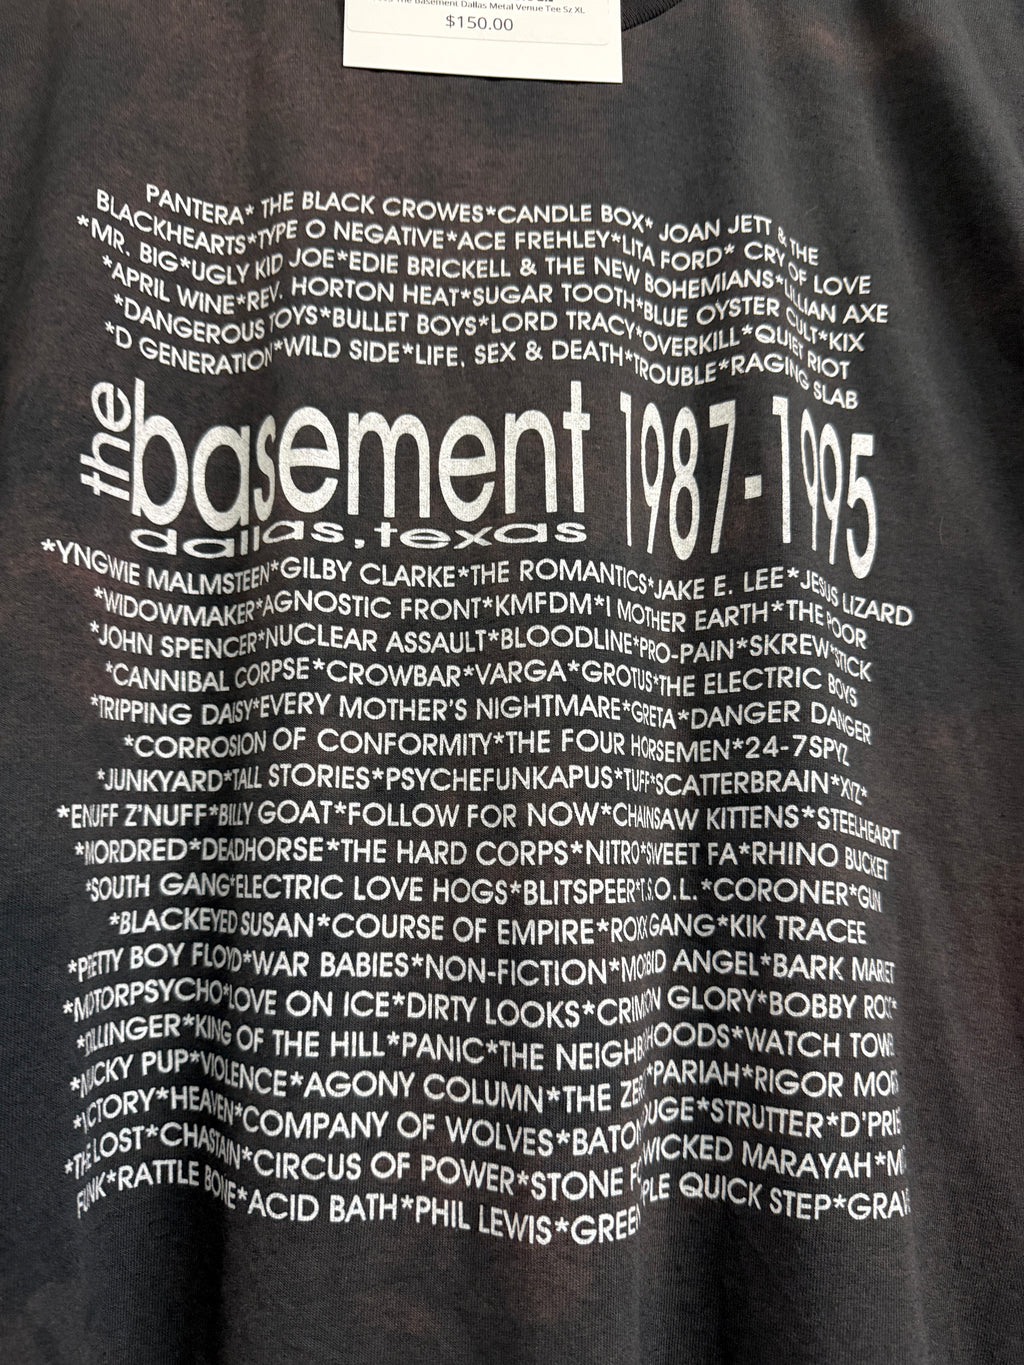 The Basement Dallas Metal Venue Tee Sz XL
$150.00
PANTERA* THE BLACK CROWES*CANDLE BOX* JOAN JETT & THE
BLACKHEARTS*TYPE O NEGATIVE*ACE FREHLEY*LITA FORD* CRY OF LOVE
*MR. BIG*UGLY KID JOE*EDIE BRICKELL & THE NEW BOHEMIANS*LILLIAN AXE
*APRIL WINE*REV. HORTON HEAT*SUGAR TOOTH*BLUE OYSTER CULT*KIX
*DANGEROUS TOYS*BULLET BOYS*LORD TRACY*OVERKILL*QUIET RIOT
*D GENERATION*WILD SIDE*LIFE, SEX & DEATH*TROUBLE*RAGING SLAB
the basement 1987-1995
dallas, texas
*YNGWIE MALMSTEEN*GILBY CLARKE*THE ROMANTICS*JAKE E. LEE*JESUS LIZARD
*WIDOWMAKER*AGNOSTIC FRONT*KMFDM*I MOTHER EARTH*THE POOR
*JOHN SPENCER*NUCLEAR ASSAULT*BLOODLINE*PRO-PAIN*SKREW*STICK
*CANNIBAL CORPSE*CROWBAR*VARGA*GROTUS*THE ELECTRIC BOYS
*TRIPPING DAISY*EVERY MOTHER'S NIGHTMARE*GRETA*DANGER DANGER
*CORROSION OF CONFORMITY*THE FOUR HORSEMEN*24-7SPYZ
*JUNKYARD*TALL STORIES*PSYCHEFUNKAPUS*TUFF*SCATTERBRAIN*XYZ*
*ENUFF Z'NUFF*BILLY GOAT*FOLLOW FOR NOW*CHAINSAW KITTENS*STEELHEART
*MORDRED*DEADHORSE*THE HARD CORPS*NITRO*SWEET FA*RHINO BUCKET
*SOUTH GANG*ELECTRIC LOVE HOGS*BLITSPEER*T.S.O.L.*CORONER*GUN
*BLACKEYED SUSAN*COURSE OF EMPIRE*ROXX GANG*KIK TRACEE
*PRETTY BOY FLOYD*WAR BABIES*NON-FICTION*MORBID ANGEL*BARK MARKET
*MOTORPSYCHO*LOVE ON ICE*DIRTY LOOKS*CRIMSON GLORY*BOBBY ROCK*
*DILLINGER*KING OF THE HILL*PANIC*THE NEIGHBORHOODS*WATCH TOWER
*MUCKY PUP*VIOLENCE*AGONY COLUMN*THE *PARIAH*RIGOR MORTIS
*VICTORY*HEAVEN*COMPANY OF WOLVES*BATON ROUGE*STRUTTER*
*THE LOST*CHASTAIN*CIRCUS OF POWER*STONE WICKED MARAYAH*
FUNK*RATTLE BONE*ACID BATH*PHIL LEWIS*GREEN QUICK STEP*